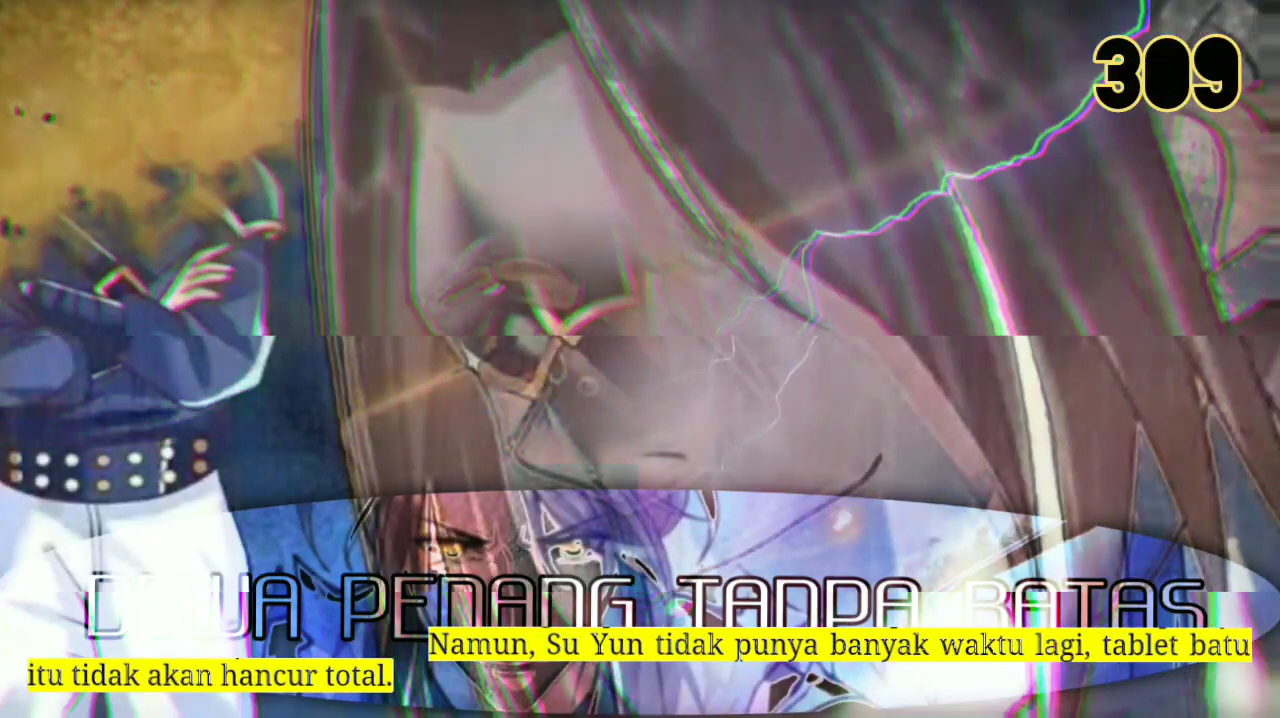 309
DEWA PENANG TANPA BATAS
Namun, Su Yun tidak punya banyak waktu lagi, tablet batu
itu tidak akan hancur total.